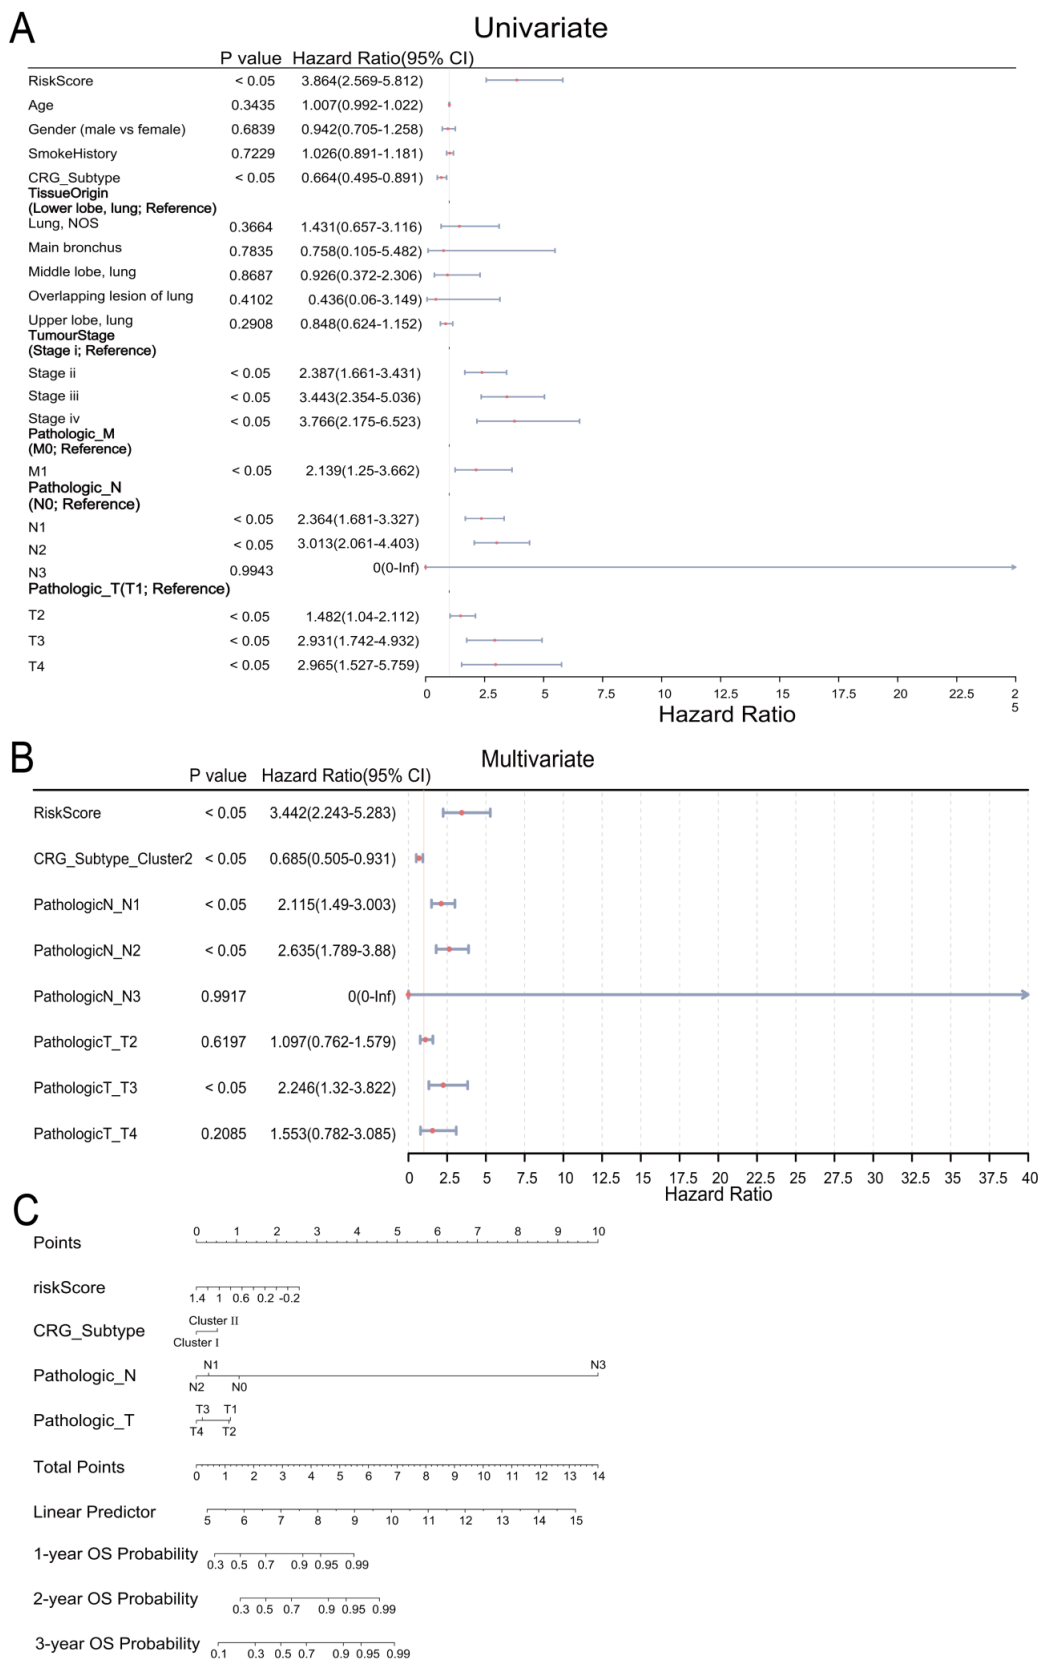 A
Univariate
P value Hazard Ratio(95% CI)
RiskScore < 0.05 3.864(2.569-5.812)
Age 0.3435 1.007(0.992-1.022)
Gender (male vs female) 0.6839 0.942(0.705-1.258)
SmokeHistory 0.7229 1.026(0.891-1.181)
CRG_Subtype < 0.05 0.664(0.495-0.891)
TissueOrigin
(Lower lobe, lung; Reference)
Lung, NOS 0.3664 1.431(0.657-3.116)
Main bronchus 0.7835 0.758(0.105-5.482)
Middle lobe, lung 0.8687 0.926(0.372-2.306)
Overlapping lesion of lung 0.4102 0.436(0.06-3.149)
Upper lobe, lung 0.2908 0.848(0.624-1.152)
TumourStage
(Stage i; Reference)
Stage ii < 0.05 2.387(1.661-3.431)
Stage iii < 0.05 3.443(2.354-5.036)
Stage iv < 0.05 3.766(2.175-6.523)
Pathologic_M
(M0; Reference)
M1 < 0.05 2.139(1.25-3.662)
Pathologic_N
(N0; Reference)
N1 < 0.05 2.364(1.681-3.327)
N2 < 0.05 3.013(2.061-4.403)
N3 0.9943 0(0-Inf)
Pathologic_T(T1; Reference)
T2 < 0.05 1.482(1.04-2.112)
T3 < 0.05 2.931(1.742-4.932)
T4 < 0.05 2.965(1.527-5.759)
0 2.5 5 7.5 10 12.5 15 17.5 20 22.5 2
5
Hazard Ratio
B
Multivariate
P value Hazard Ratio(95% CI)
RiskScore < 0.05 3.442(2.243-5.283)
CRG_Subtype_Cluster2 < 0.05 0.685(0.505-0.931)
PathologicN_N1 < 0.05 2.115(1.49-3.003)
PathologicN_N2 < 0.05 2.635(1.789-3.88)
PathologicN_N3 0.9917 0(0-Inf)
PathologicT_T2 0.6197 1.097(0.762-1.579)
PathologicT_T3 < 0.05 2.246(1.32-3.822)
PathologicT_T4 0.2085 1.553(0.782-3.085)
0 2.5 5 7.5 10 12.5 15 17.5 20 22.5 25 27.5 30 32.5 35 37.5 40
Hazard Ratio
C
0 1 2 3 4 5 6 7 8 9 10
Points
riskScore
1.4 1 0.6 0.2 -0.2
Cluster II
CRG_Subtype
Cluster I
N1 N3
Pathologic_N
N2 N0
T3 T1
Pathologic_T
T4 T2
Total Points
0 1 2 3 4 5 6 7 8 9 10 11 12 13 14
Linear Predictor
5 6 7 8 9 10 11 12 13 14 15
1-year OS Probability
0.3 0.5 0.7 0.9 0.95 0.99
2-year OS Probability
0.3 0.5 0.7 0.9 0.95 0.99
3-year OS Probability
0.1 0.3 0.5 0.7 0.9 0.95 0.99